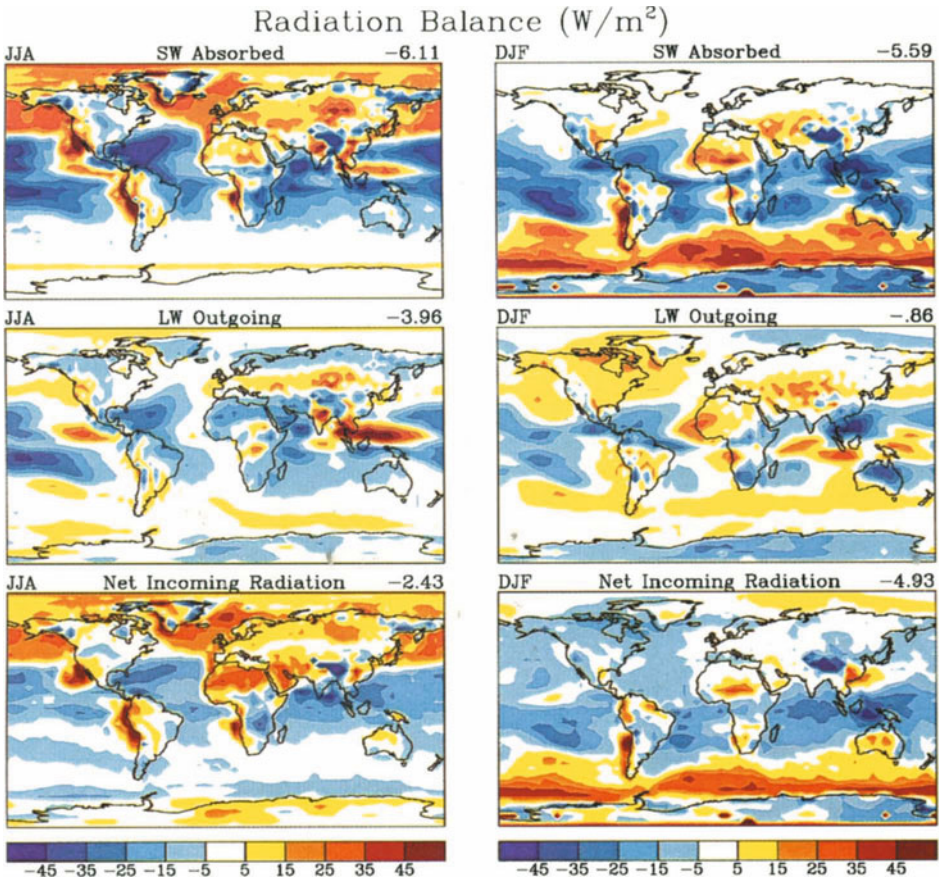 Radiation Balance (W/m²)
JJA SW Absorbed -6.11
DJF SW Absorbed -5.59
JJA LW Outgoing -3.96
DJF LW Outgoing -.86
JJA Net Incoming Radiation -2.43
DJF Net Incoming Radiation -4.93
-45 -35 -25 -15 -5 5 15 25 35 45
-45 -35 -25 -15 -5 5 15 25 35 45